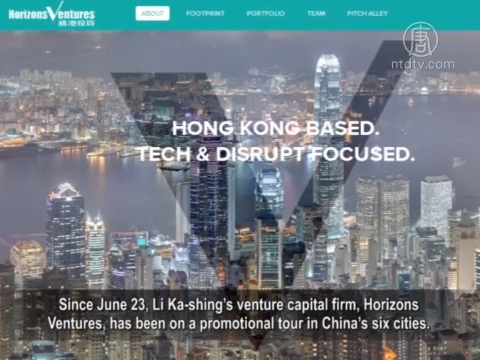 HorizonsVentures
維港投資
ABOUT
FOOTPRINT
PORTFOLIO
TEAM
PITCH ALLEY
唐
ntdtv.com
HONG KONG BASED.
TECH & DISRUPT FOCUSED.
Since June 23, Li Ka-shing's venture capital firm, Horizons
Ventures, has been on a promotional tour in China's six cities.